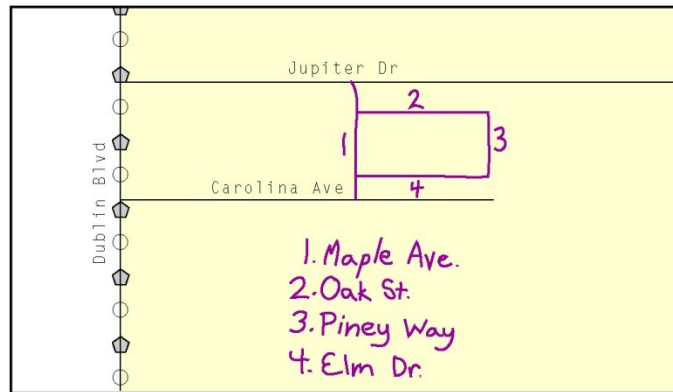 Jupiter Dr
2
1
3
Dublin Blvd
Carolina Ave
4
1. Maple Ave.
2. Oak St.
3. Piney Way
4. Elm Dr.